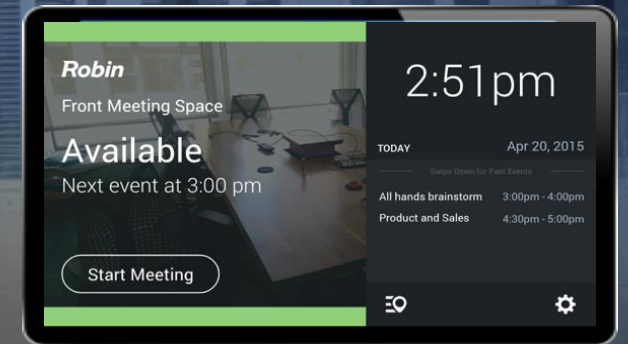 Robin
Front Meeting Space
Available
Next event at 3:00 pm
Start Meeting
2:51pm
TODAY Apr 20, 2015
Swipe Down for Past Events
All hands brainstorm 3:00pm - 4:00pm
Product and Sales 4:30pm - 5:00pm